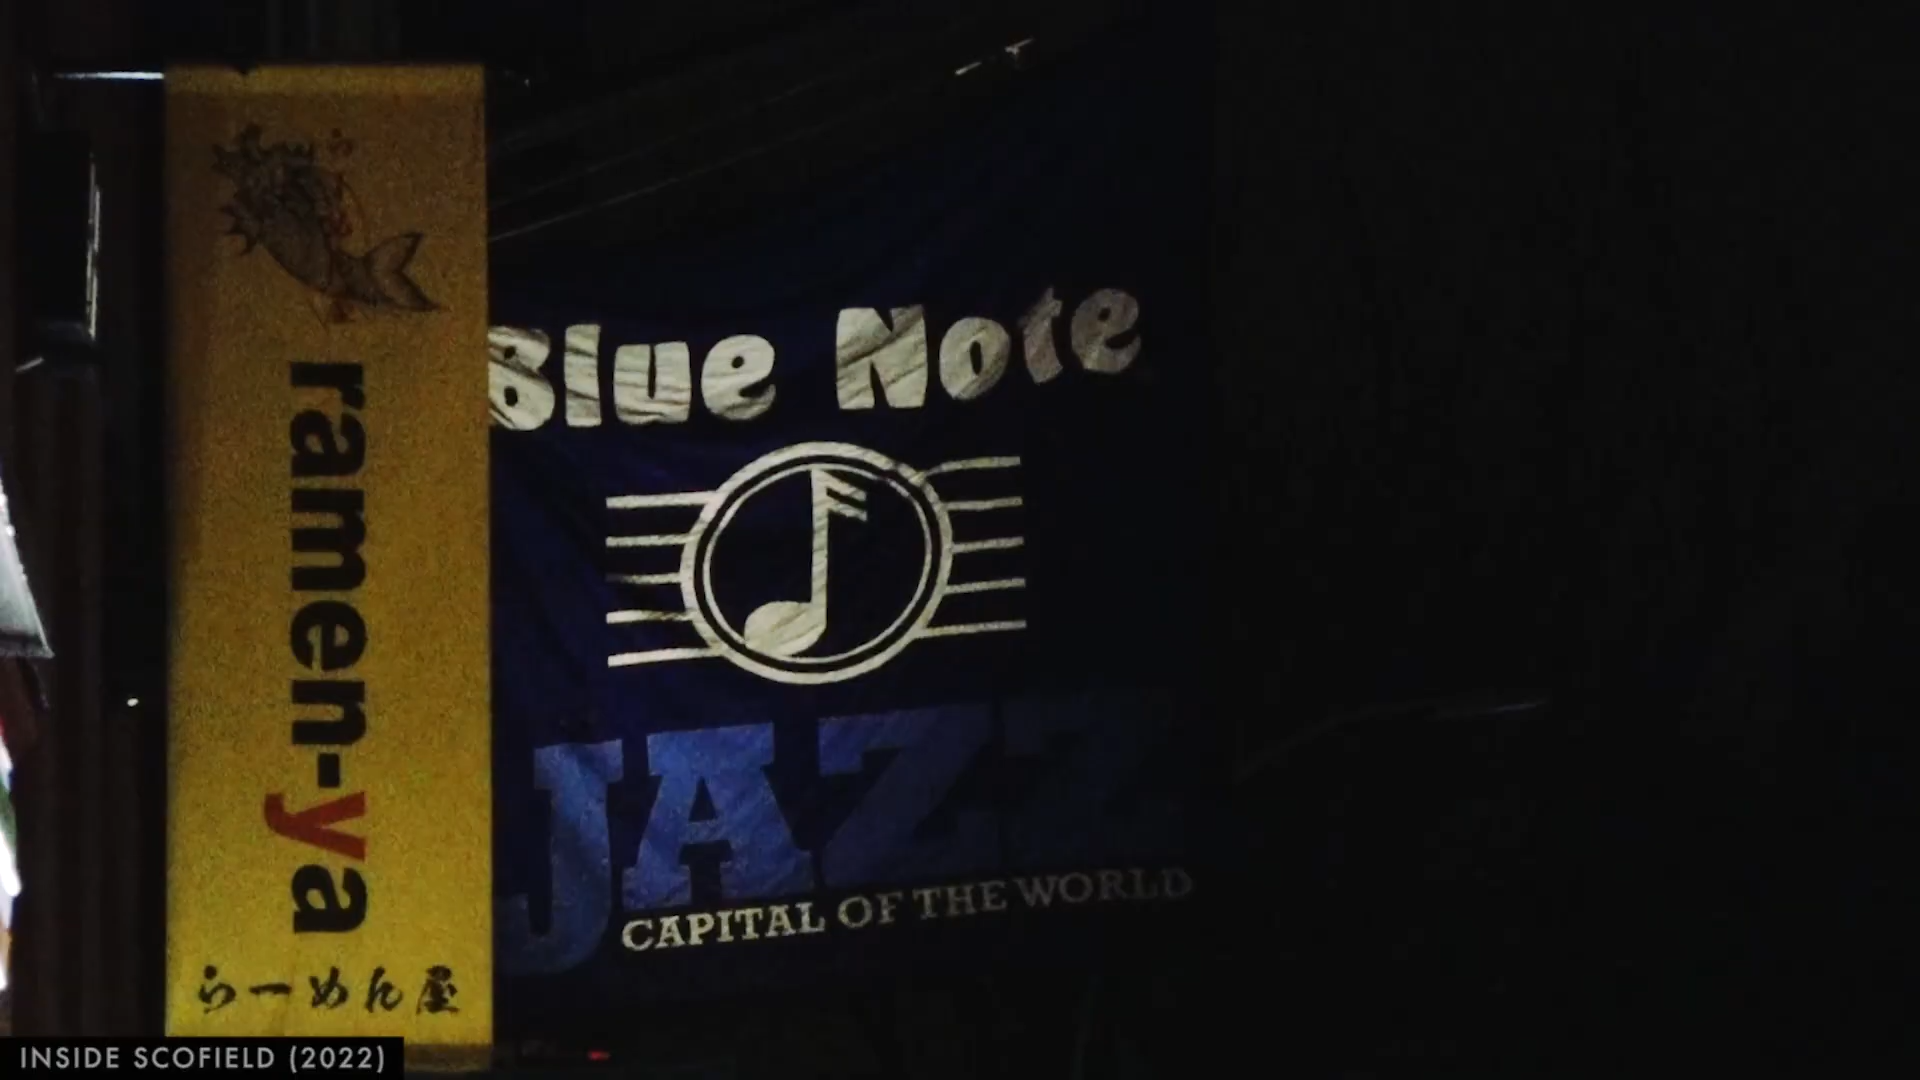 ramen-ya
らーめん屋
Blue Note
JAZZ
CAPITAL OF THE WORLD
INSIDE SCOFIELD (2022)